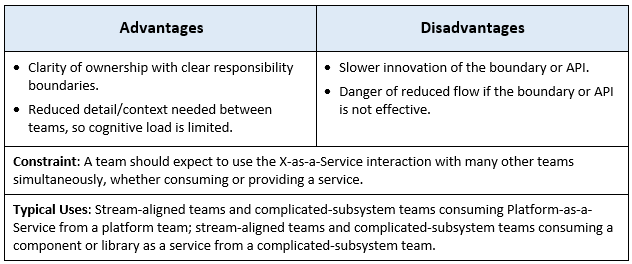 Advantages
Disadvantages
• Clarity of ownership with clear responsibility
boundaries.
• Reduced detail/context needed between
teams, so cognitive load is limited.
• Slower innovation of the boundary or API.
• Danger of reduced flow if the boundary or API
is not effective.
Constraint: A team should expect to use the X-as-a-Service interaction with many other teams
simultaneously, whether consuming or providing a service.
Typical Uses: Stream-aligned teams and complicated-subsystem teams consuming Platform-as-a-
Service from a platform team; stream-aligned teams and complicated-subsystem teams consuming a
component or library as a service from a complicated-subsystem team.